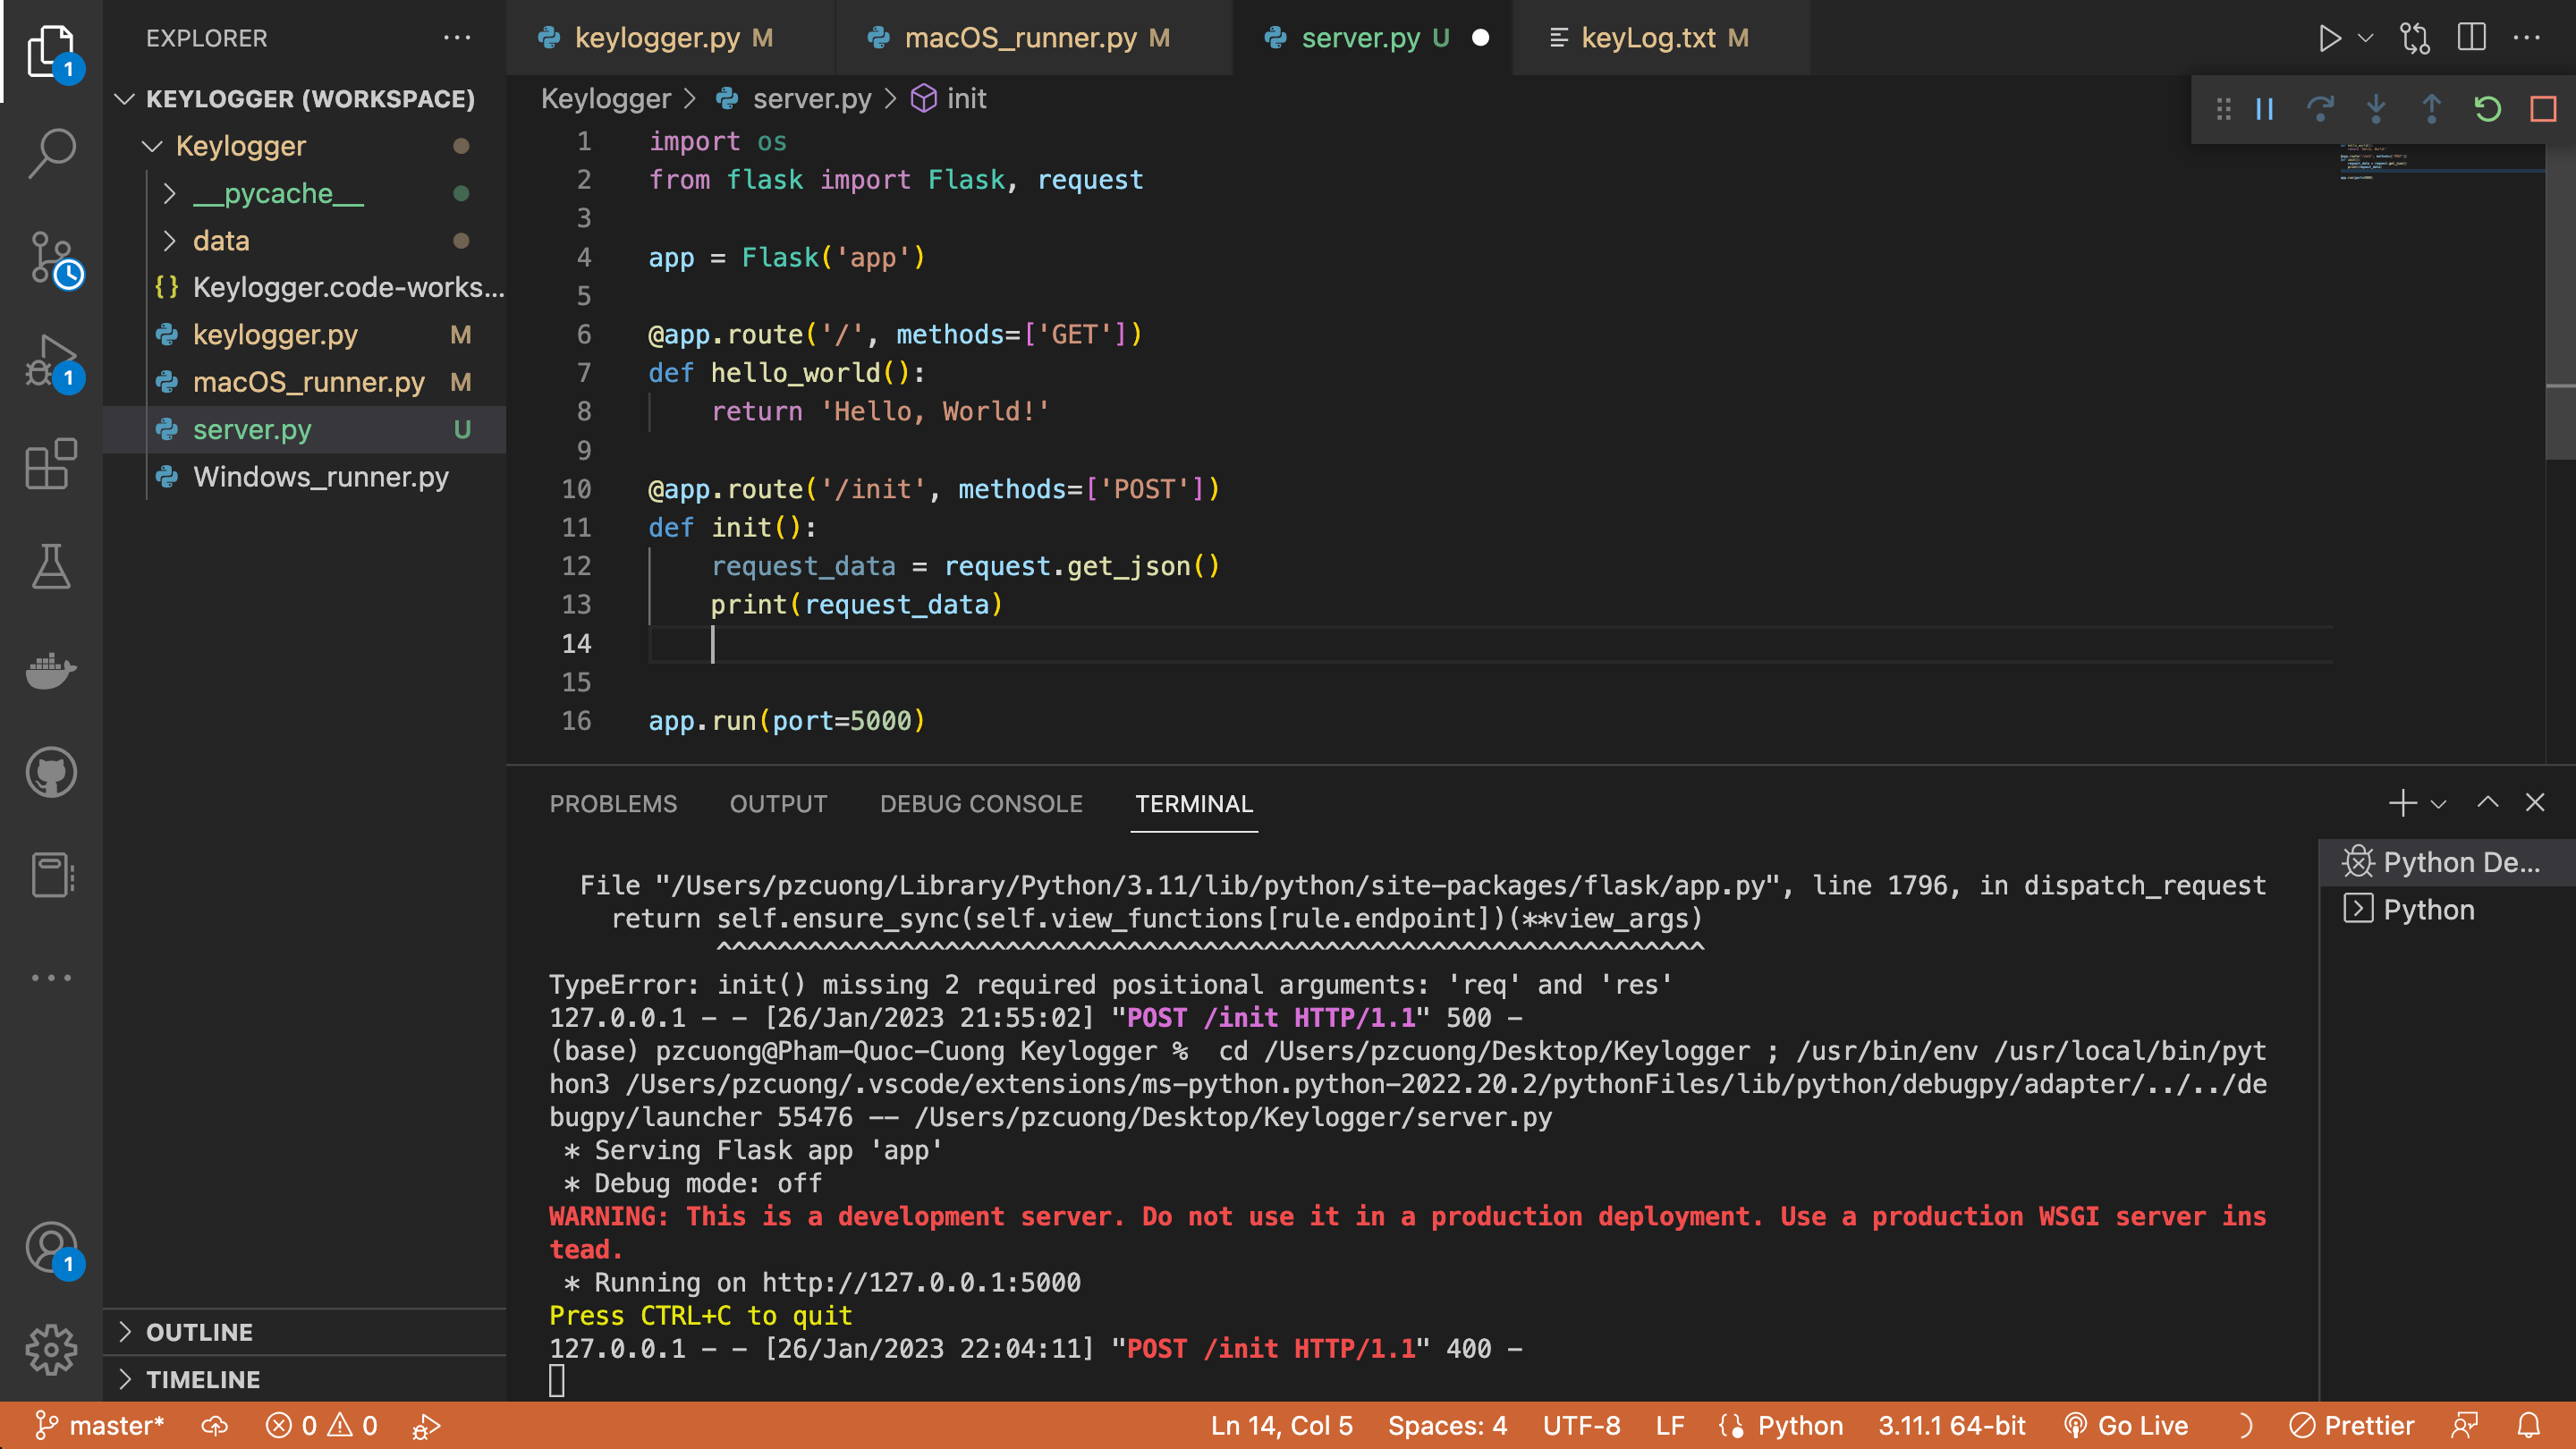 EXPLORER
KEYLOGGER (WORKSPACE)
Keylogger
__pycache__
data
Keylogger.code-works...
keylogger.py M
macOS_runner.py M
server.py U
Windows_runner.py
OUTLINE
TIMELINE
1
1
1
keylogger.py M
macOS_runner.py M
server.py U
keyLog.txt M
Keylogger > server.py > init
1 import os
2 from flask import Flask, request
3
4 app = Flask('app')
5
6 @app.route('/', methods=['GET'])
7 def hello_world():
8     return 'Hello, World!'
9
10 @app.route('/init', methods=['POST'])
11 def init():
12     request_data = request.get_json()
13     print(request_data)
14
15
16 app.run(port=5000)
PROBLEMS OUTPUT DEBUG CONSOLE TERMINAL
  File "/Users/pzcuong/Library/Python/3.11/lib/python/site-packages/flask/app.py", line 1796, in dispatch_request
    return self.ensure_sync(self.view_functions[rule.endpoint])(**view_args)
           ^^^^^^^^^^^^^^^^^^^^^^^^^^^^^^^^^^^^^^^^^^^^^^^^^^^^^^^^^^^^^^^^^
TypeError: init() missing 2 required positional arguments: 'req' and 'res'
127.0.0.1 - - [26/Jan/2023 21:55:02] "POST /init HTTP/1.1" 500 -
(base) pzcuong@Pham-Quoc-Cuong Keylogger %  cd /Users/pzcuong/Desktop/Keylogger ; /usr/bin/env /usr/local/bin/pyt
hon3 /Users/pzcuong/.vscode/extensions/ms-python.python-2022.20.2/pythonFiles/lib/python/debugpy/adapter/../../de
bugpy/launcher 55476 -- /Users/pzcuong/Desktop/Keylogger/server.py
 * Serving Flask app 'app'
 * Debug mode: off
WARNING: This is a development server. Do not use it in a production deployment. Use a production WSGI server ins
tead.
 * Running on http://127.0.0.1:5000
Press CTRL+C to quit
127.0.0.1 - - [26/Jan/2023 22:04:11] "POST /init HTTP/1.1" 400 -
Python De...
Python
master* 0 0 Ln 14, Col 5 Spaces: 4 UTF-8 LF Python 3.11.1 64-bit Go Live Prettier